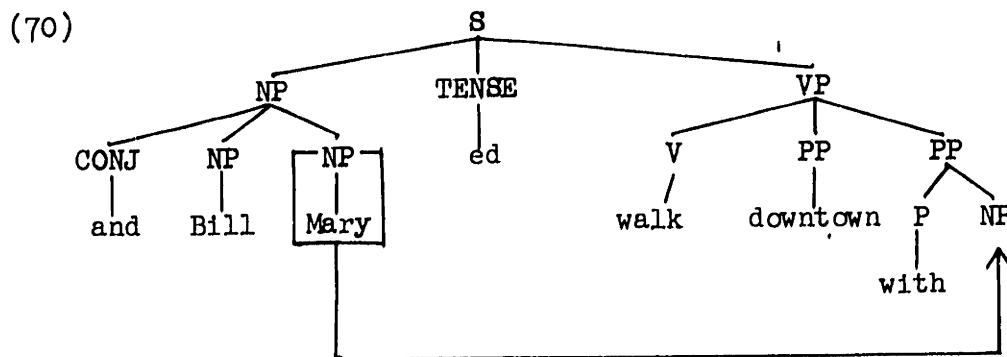 (70)
S
NP TENSE VP
CONJ NP NP ed V PP PP
and Bill Mary walk downtown P NP
with